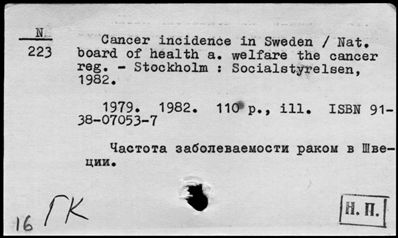 N
223
Cancer incidence in Sweden / Nat.
board of health a. welfare the cancer
reg. - Stockholm : Socialstyrelsen,
1982.
1979. 1982. 110 p., ill. ISBN 91-
38-07053-7
Частота заболеваемости раком в Шве-
ции.
16 ГК
Н.П.